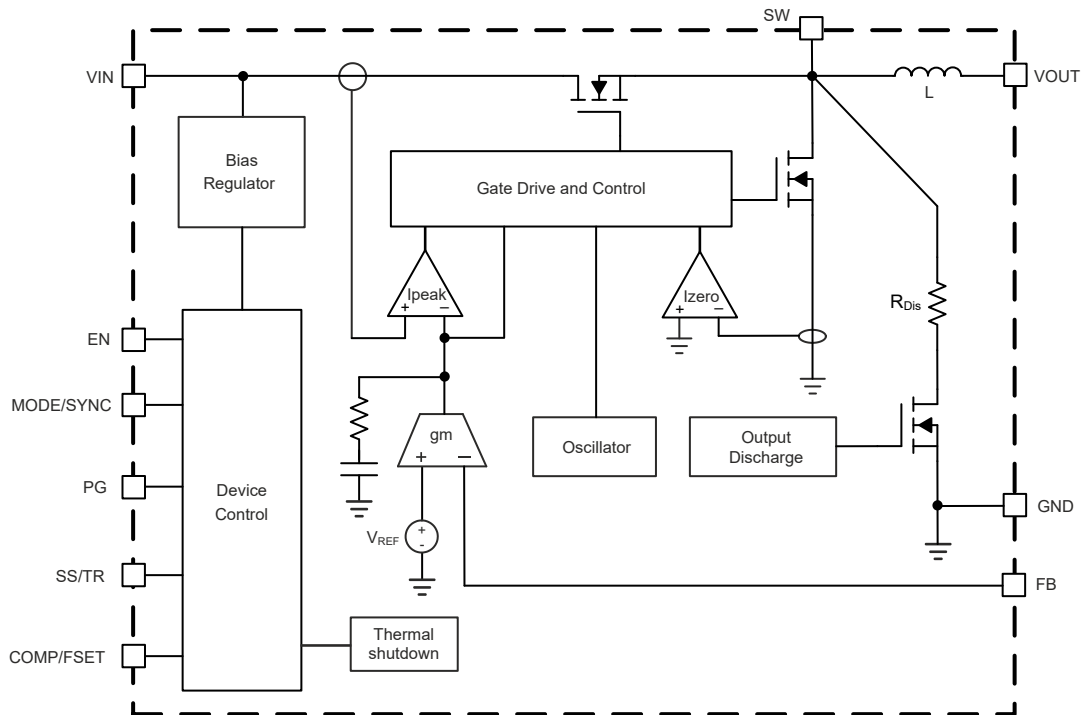 SW
VIN
VOUT
L
Bias
Regulator
Gate Drive and Control
Ipeak
+ −
Izero
+ −
RDis
EN
MODE/SYNC
PG
SS/TR
COMP/FSET
Device
Control
gm
+ −
Oscillator
Output
Discharge
VREF
+
-
GND
FB
Thermal
shutdown